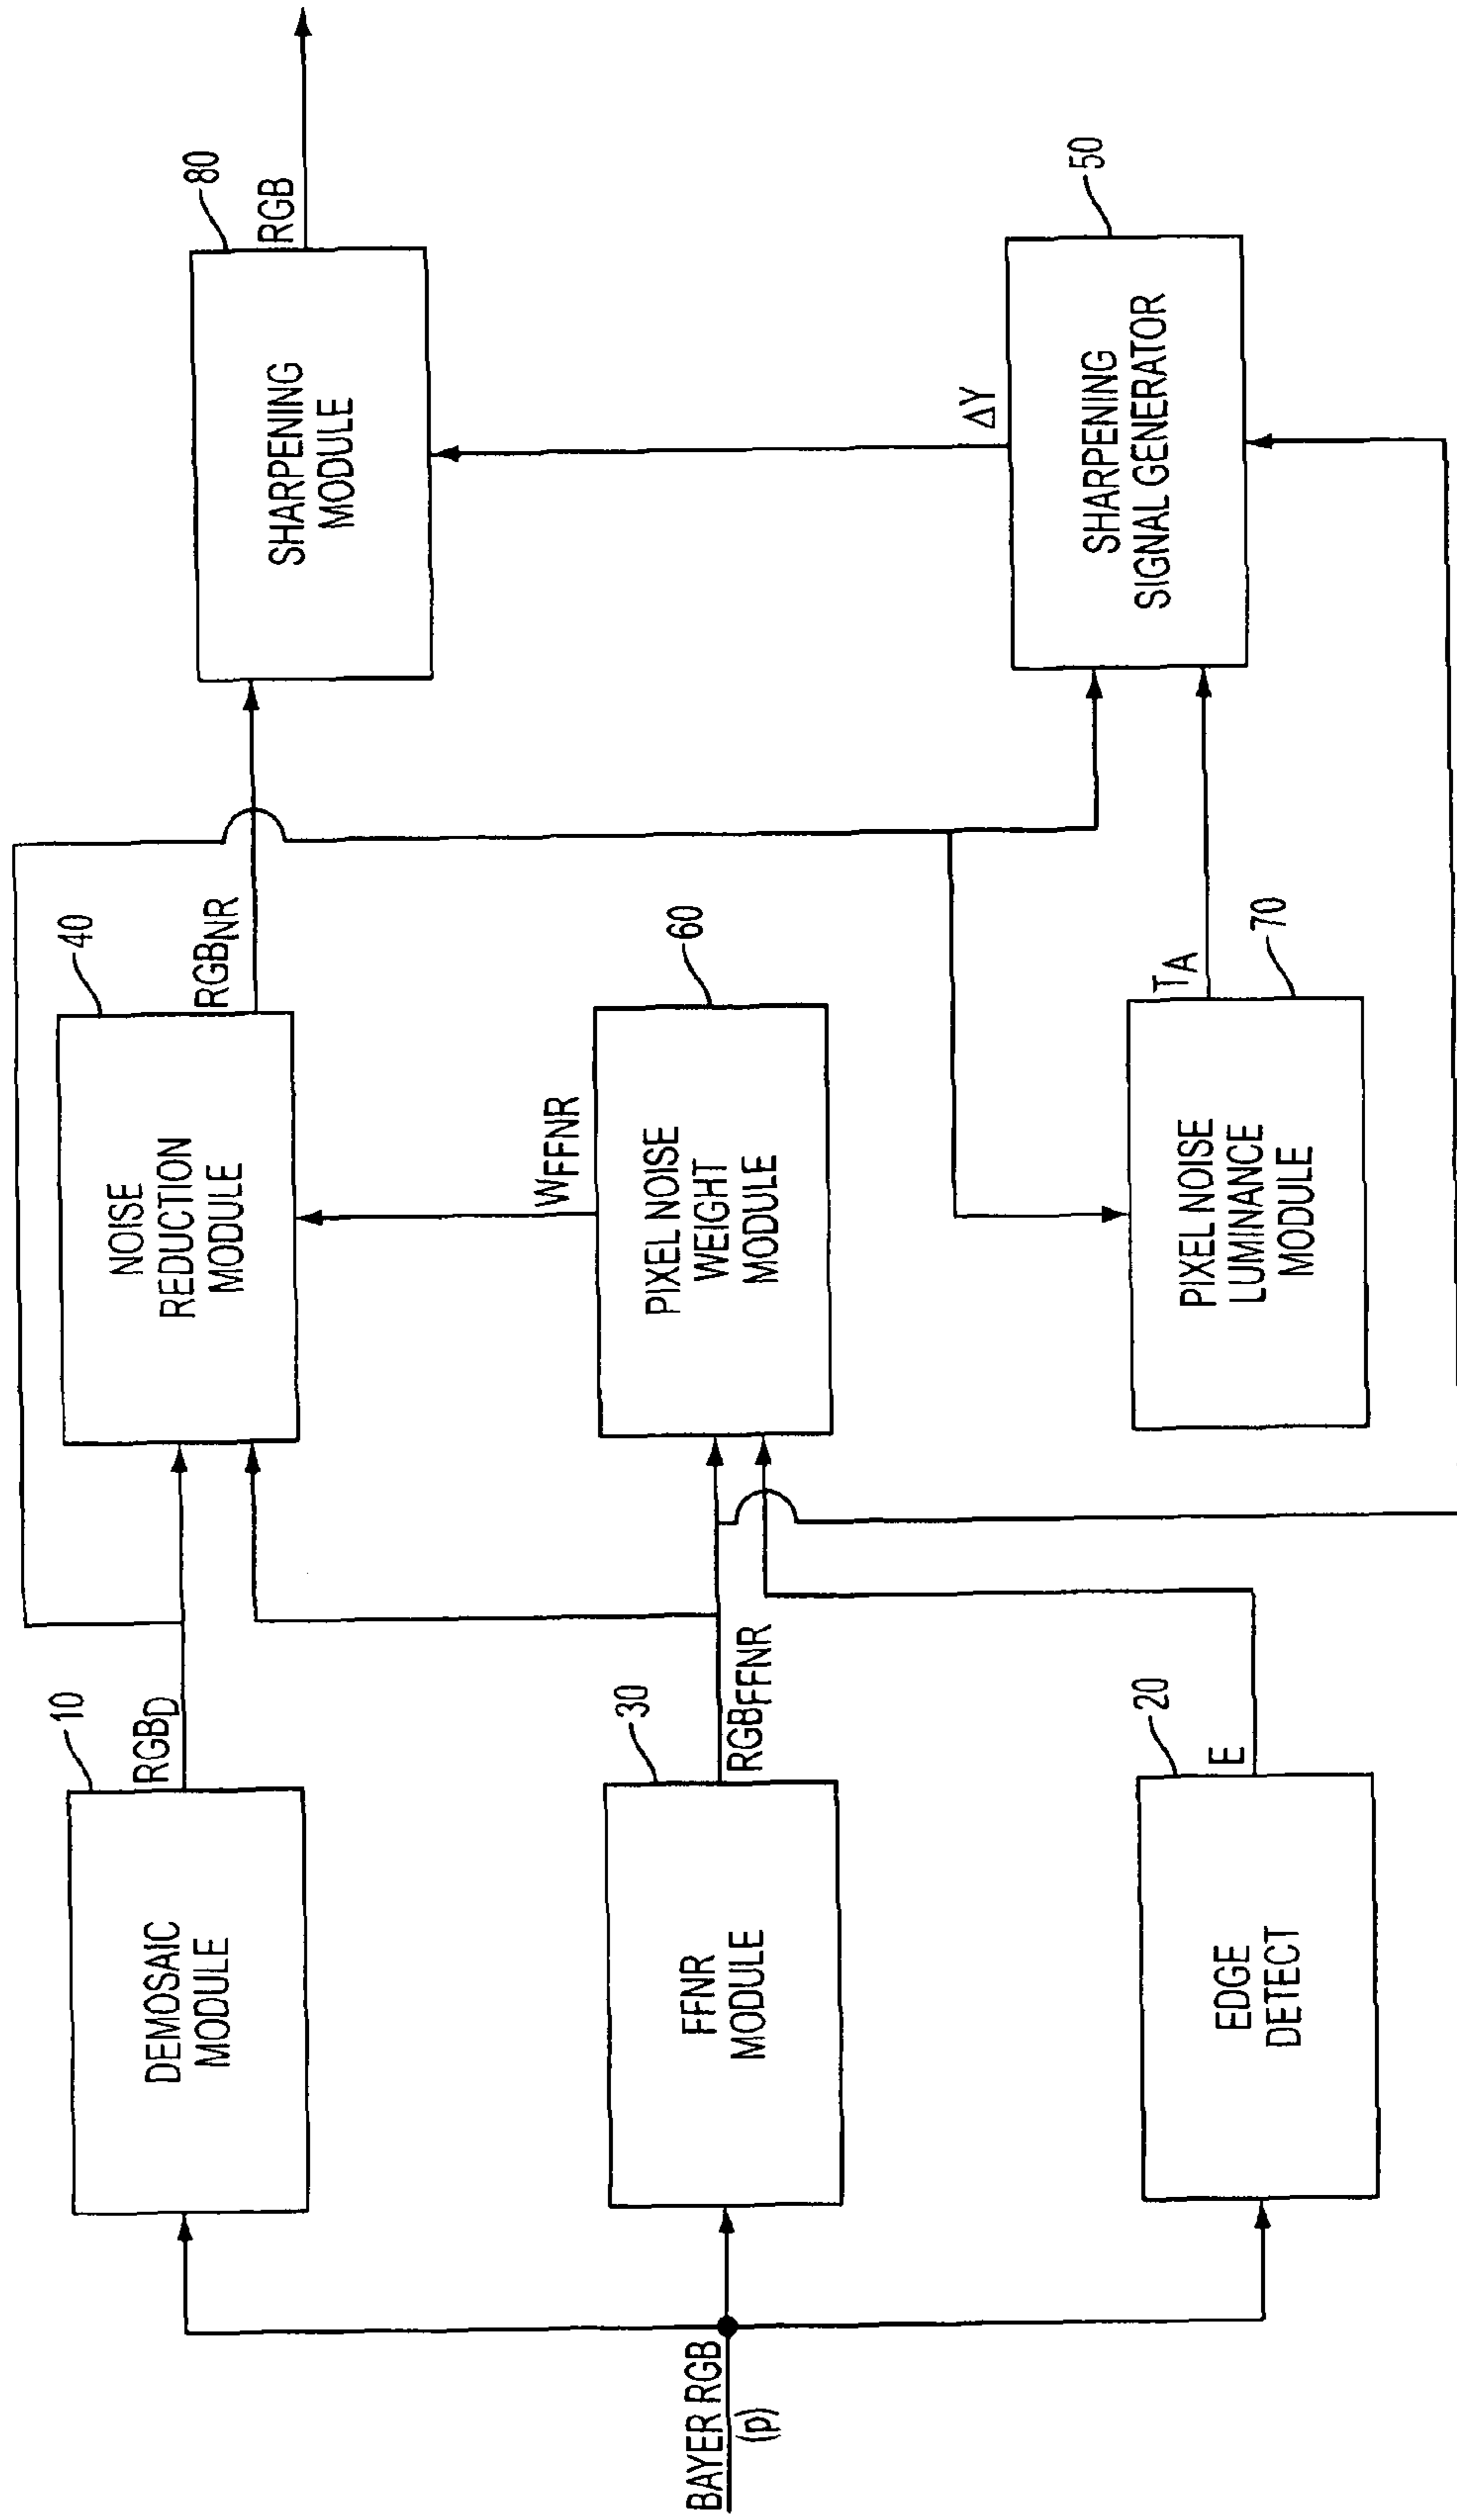 BAYER RGB
(p)
10
DEMOSAIC
MODULE
RGBD
30
FFNR
MODULE
RGBFFNR
20
EDGE
DETECT
E
40
NOISE
REDUCTION
MODULE
RGBNR
60
PIXEL NOISE
WEIGHT
MODULE
WFFNR
70
PIXEL NOISE
LUMINANCE
MODULE
TA
80
SHARPENING
MODULE
RGB
50
SHARPENING
SIGNAL GENERATOR
ΔY